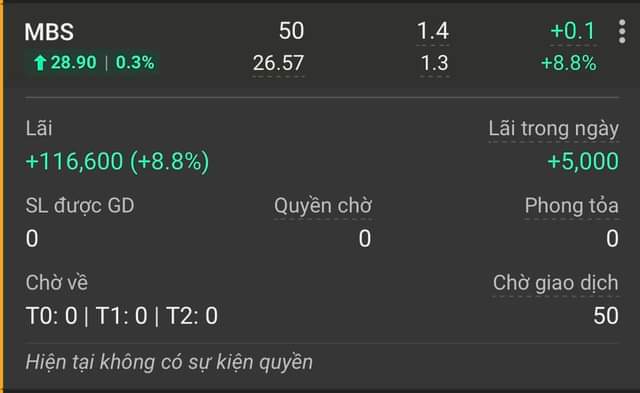 MBS 50 1.4 +0.1
28.90 | 0.3% 26.57 1.3 +8.8%
Lãi Lãi trong ngày
+116,600 (+8.8%) +5,000
SL được GD Quyền chờ Phong tỏa
0 0 0
Chờ về Chờ giao dịch
T0: 0 | T1: 0 | T2: 0 50
Hiện tại không có sự kiện quyền